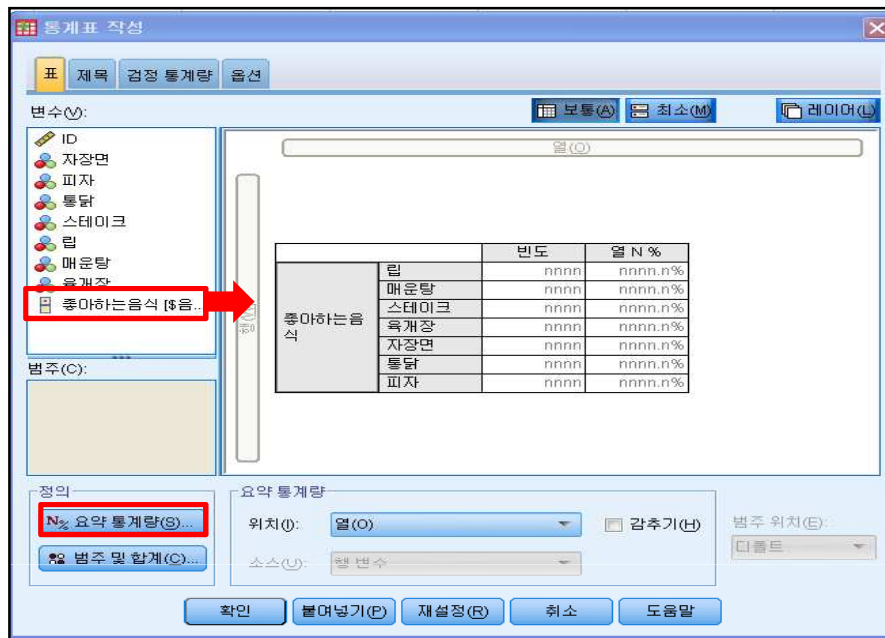 통계표 작성
표 제목 검정 통계량 옵션
변수(V):
보통(A) 최소(M) 레이어(L)
ID
자장면
피자
통닭
스테이크
립
매운탕
육개장
좋아하는음식 [$음...
열(O)
빈도 열 N %
좋아하는음식
립 nnnn nnnn.n%
매운탕 nnnn nnnn.n%
스테이크 nnnn nnnn.n%
육개장 nnnn nnnn.n%
자장면 nnnn nnnn.n%
통닭 nnnn nnnn.n%
피자 nnnn nnnn.n%
범주(C):
정의
N% 요약 통계량(S)...
범주 및 합계(C)...
요약 통계량
위치(I): 열(O) 감추기(H)
소스(U): 행 변수
범주 위치(E):
디폴트
확인 붙여넣기(P) 재설정(R) 취소 도움말